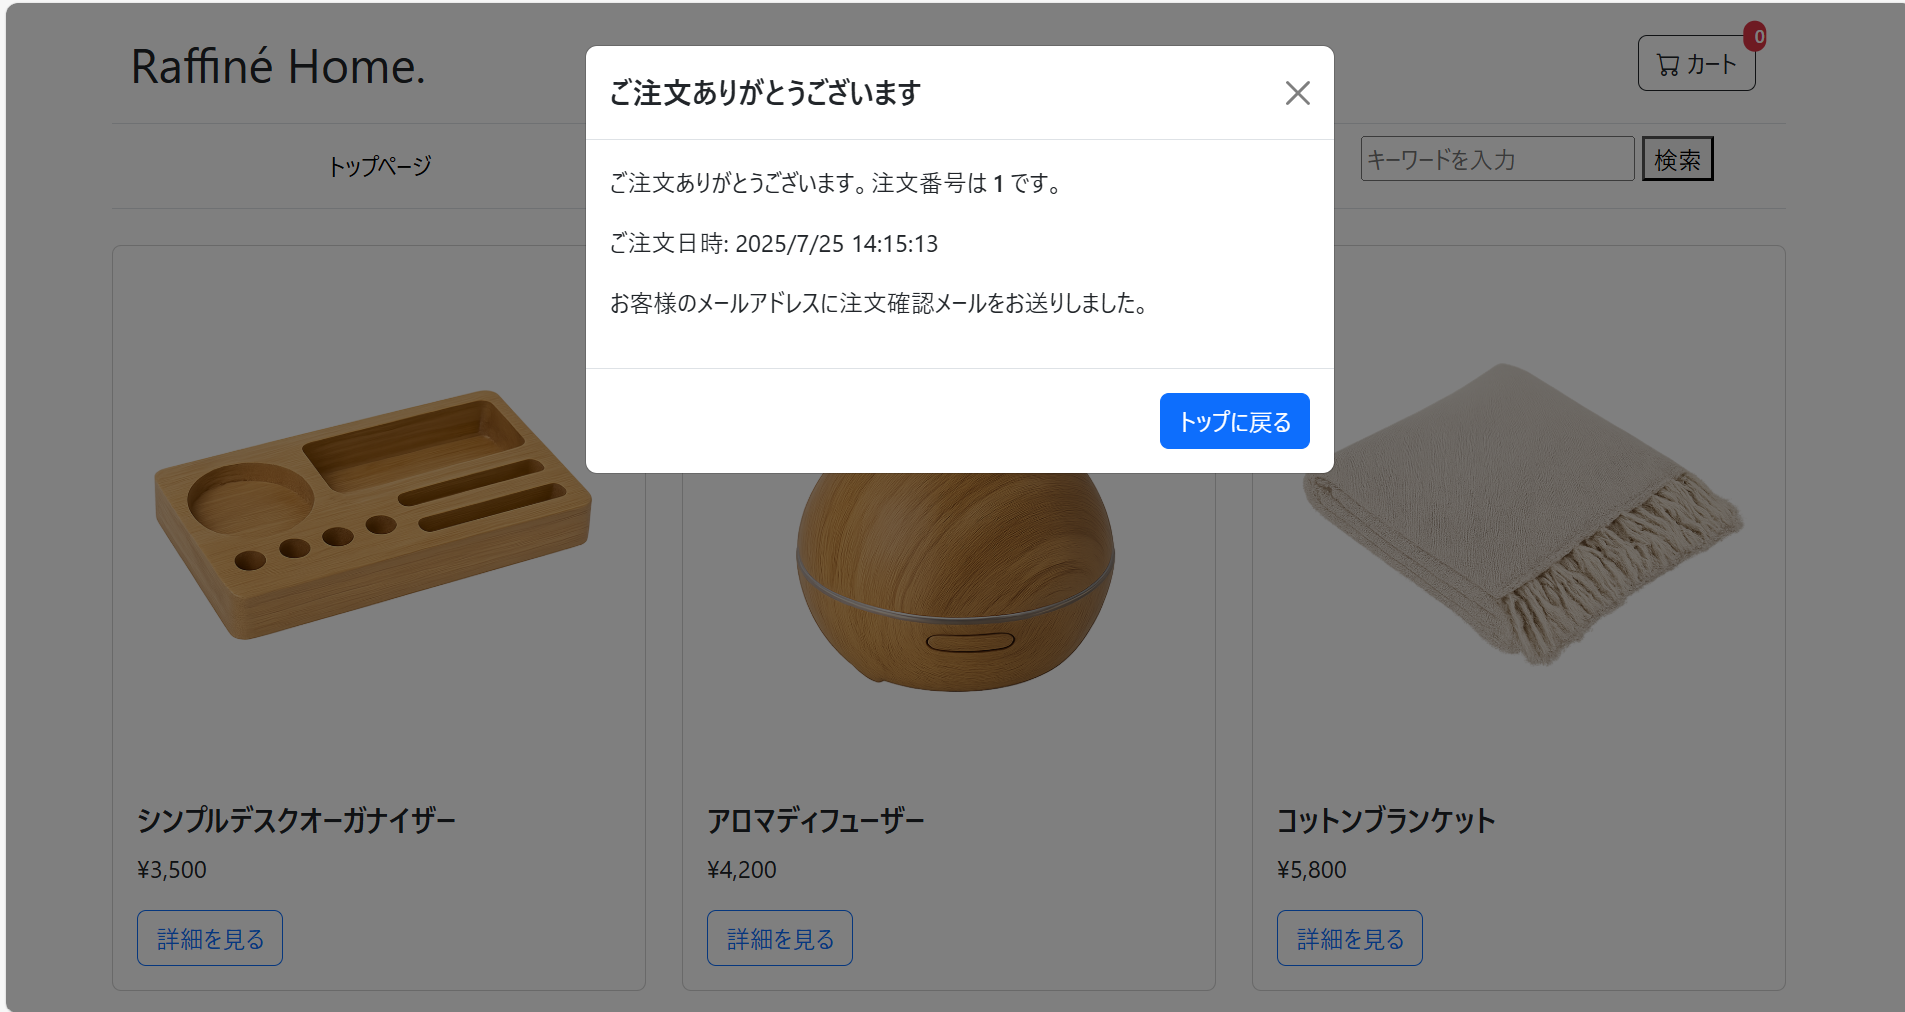 Raffiné Home.
0
カート
トップページ
キーワードを入力
検索
ご注文ありがとうございます
ご注文ありがとうございます。注文番号は 1 です。
ご注文日時: 2025/7/25 14:15:13
お客様のメールアドレスに注文確認メールをお送りしました。
トップに戻る
シンプルデスクオーガナイザー
¥3,500
詳細を見る
アロマディフューザー
¥4,200
詳細を見る
コットンブランケット
¥5,800
詳細を見る